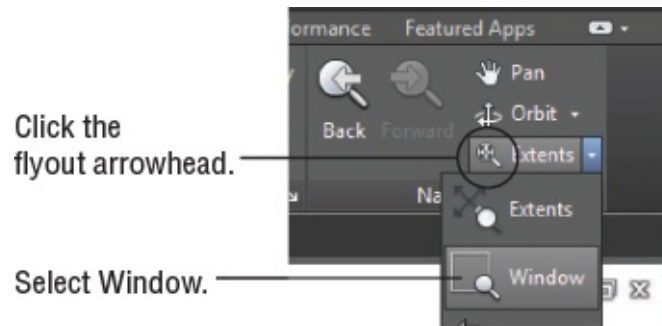 ormance Featured Apps
Pan
Orbit
Back Forward
Extents
Click the
flyout arrowhead.
Na
Extents
Window
Select Window.